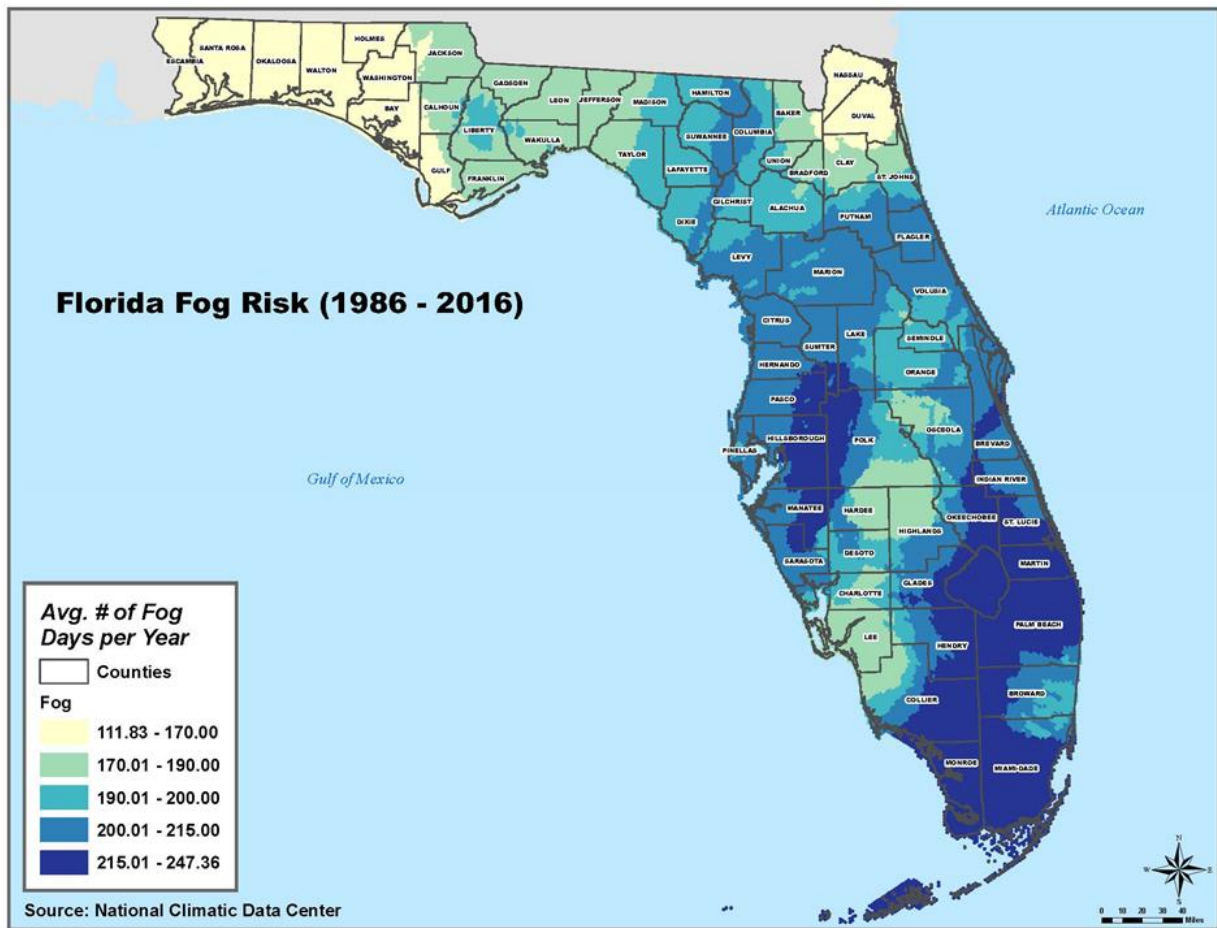 HOLMES
SANTA ROSA
JACKSON
ESCAMBIA
OKALOOSA
WALTON
WASHINGTON
NASSAU
GADSDEN
HAMILTON
BAY
CALHOUN
LEON
JEFFERSON
MADISON
BAKER
DUVAL
LIBERTY
SUWANNEE
COLUMBIA
WAKULLA
TAYLOR
UNION
CLAY
GULF
FRANKLIN
LAFAYETTE
BRADFORD
ST. JOHNS
GILCHRIST
ALACHUA
Atlantic Ocean
DIXIE
PUTNAM
FLAGLER
LEVY
MARION
Florida Fog Risk (1986 - 2016)
VOLUSIA
CITRUS
LAKE
SUMTER
SEMINOLE
HERNANDO
ORANGE
PASCO
OSCEOLA
HILLSBOROUGH
POLK
BREVARD
PINELLAS
Gulf of Mexico
INDIAN RIVER
MANATEE
HARDEE
OKEECHOBEE
ST. LUCIE
HIGHLANDS
DESOTO
SARASOTA
MARTIN
GLADES
CHARLOTTE
PALM BEACH
LEE
HENDRY
BROWARD
COLLIER
MONROE
MIAMI-DADE
Avg. # of Fog
Days per Year
Counties
Fog
111.83 - 170.00
170.01 - 190.00
190.01 - 200.00
200.01 - 215.00
215.01 - 247.36
Source: National Climatic Data Center
N
W E
S
0 10 20 30 40
Miles